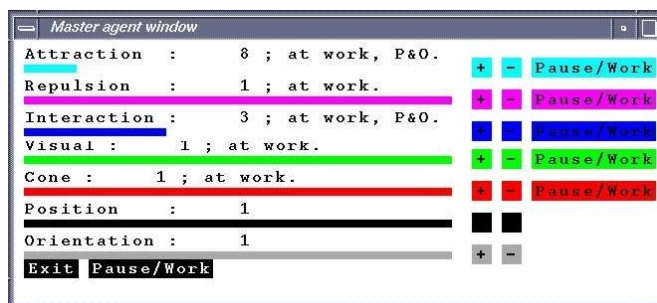 Master agent window
Attraction : 8 ; at work, P&O.
+ - Pause/Work
Repulsion : 1 ; at work.
+ - Pause/Work
Interaction : 3 ; at work, P&O.
+ - Pause/Work
Visual : 1 ; at work.
+ - Pause/Work
Cone : 1 ; at work.
+ - Pause/Work
Position : 1
Orientation : 1
+ -
Exit Pause/Work